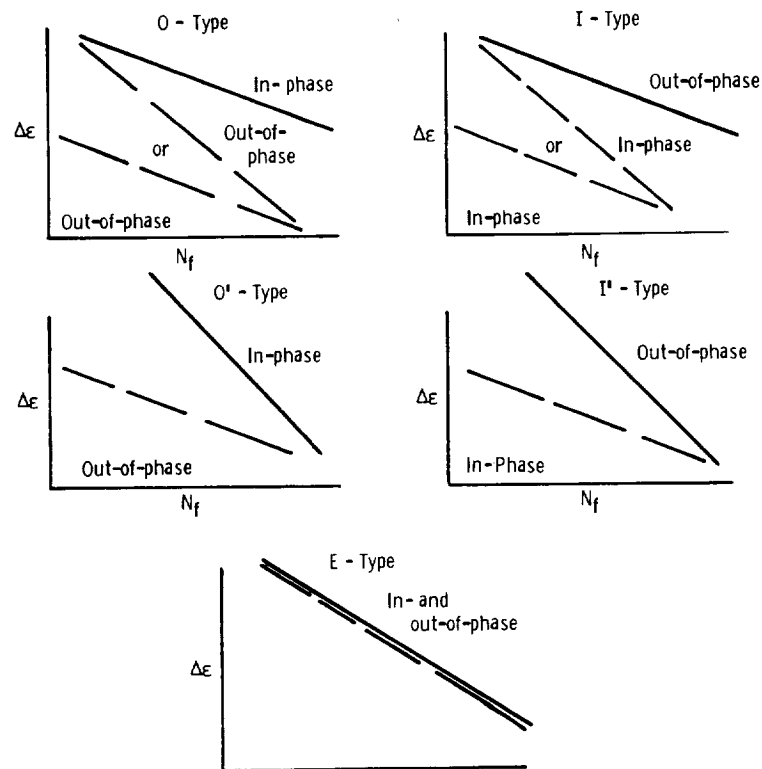 O - Type
In-phase
Δε
or
Out-of-
phase
Out-of-phase
N_f
I - Type
Out-of-phase
Δε
or
In-phase
In-phase
N_f
O' - Type
In-phase
Δε
Out-of-phase
N_f
I' - Type
Out-of-phase
Δε
In-Phase
N_f
E - Type
In- and
out-of-phase
Δε